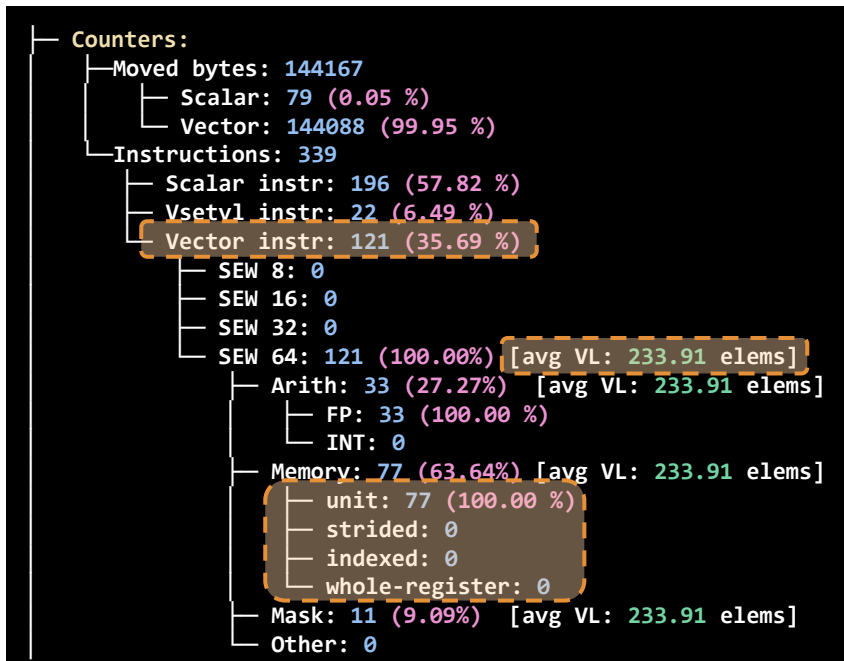 Counters:
Moved bytes: 144167
Scalar: 79 (0.05 %)
Vector: 144088 (99.95 %)
Instructions: 339
Scalar instr: 196 (57.82 %)
Vsetvl instr: 22 (6.49 %)
Vector instr: 121 (35.69 %)
SEW 8: 0
SEW 16: 0
SEW 32: 0
SEW 64: 121 (100.00%) [avg VL: 233.91 elems]
Arith: 33 (27.27%) [avg VL: 233.91 elems]
FP: 33 (100.00 %)
INT: 0
Memory: 77 (63.64%) [avg VL: 233.91 elems]
unit: 77 (100.00 %)
strided: 0
indexed: 0
whole-register: 0
Mask: 11 (9.09%) [avg VL: 233.91 elems]
Other: 0